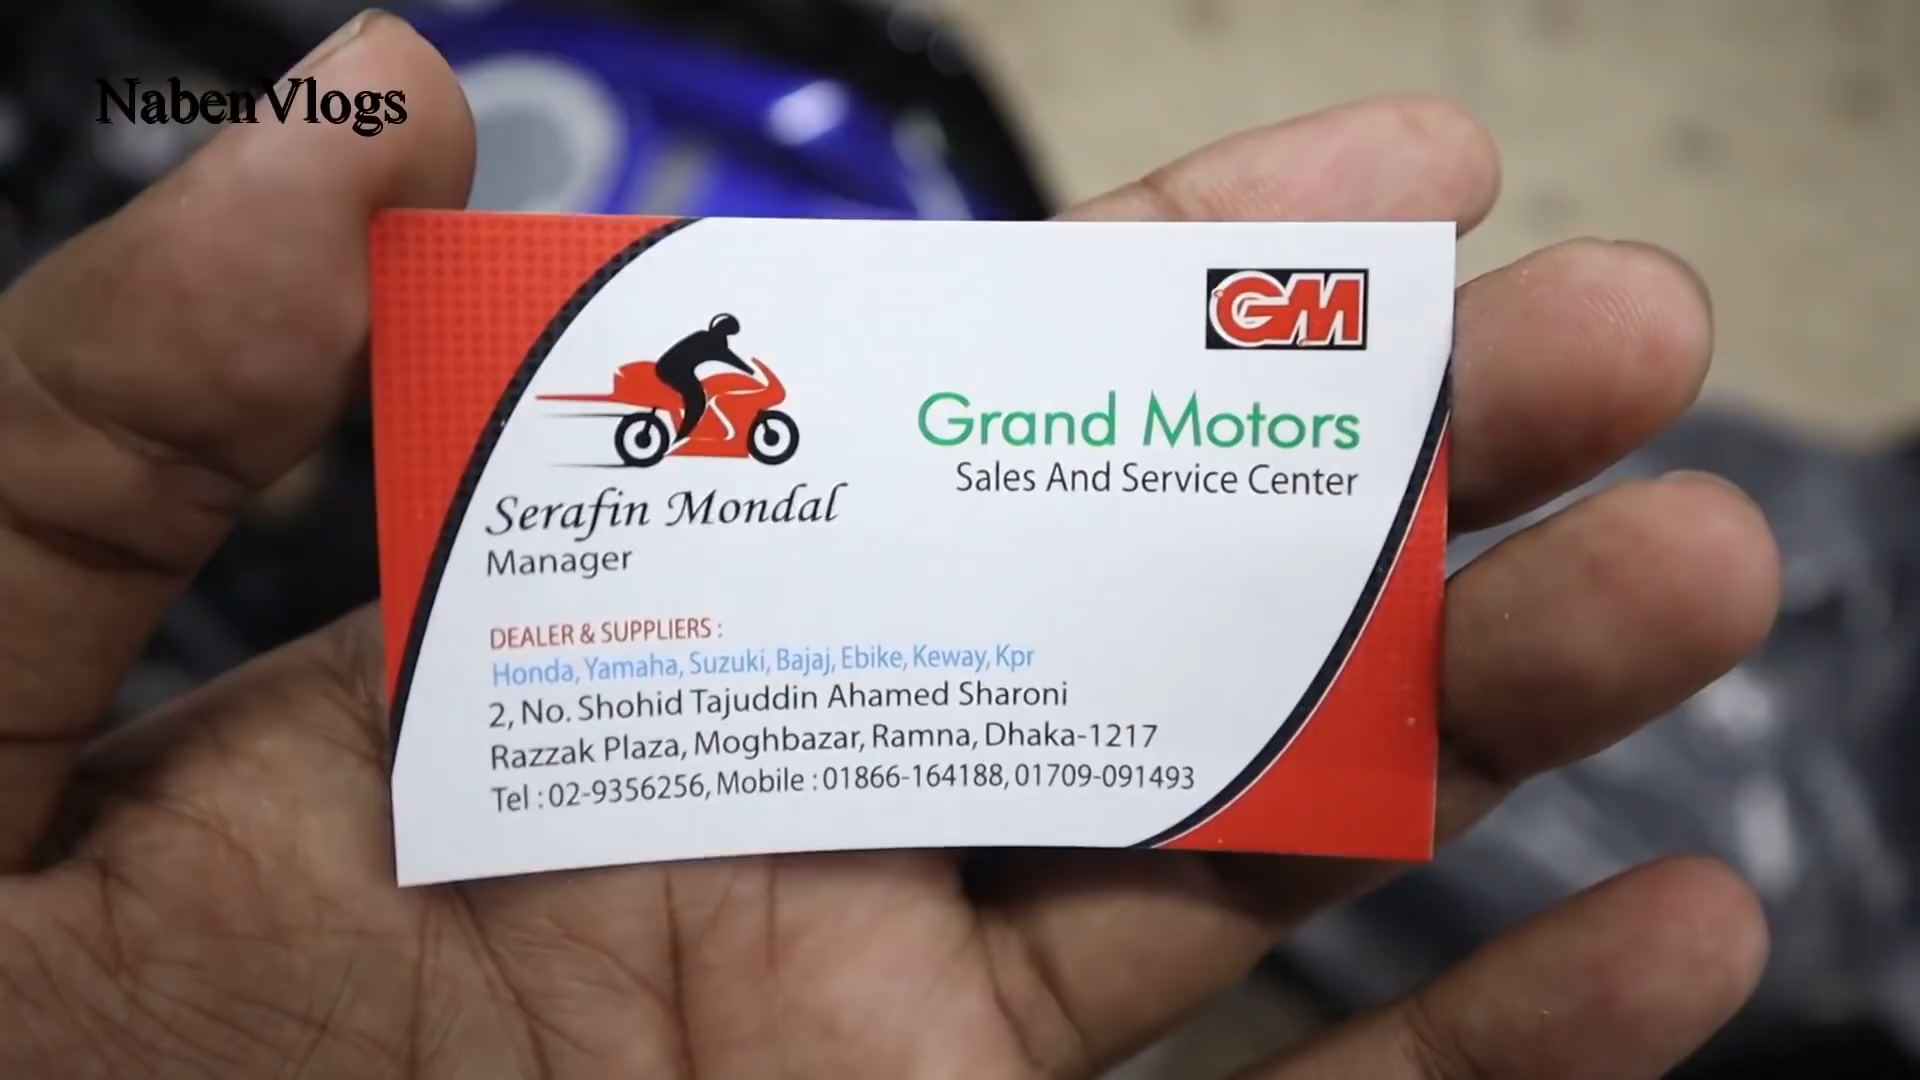 NabenVlogs
GM
Grand Motors
Sales And Service Center
Serafin Mondal
Manager
DEALER & SUPPLIERS :
Honda, Yamaha, Suzuki, Bajaj, Ebike, Keway, Kpr
2, No. Shohid Tajuddin Ahamed Sharoni
Razzak Plaza, Moghbazar, Ramna, Dhaka-1217
Tel : 02-9356256, Mobile : 01866-164188, 01709-091493